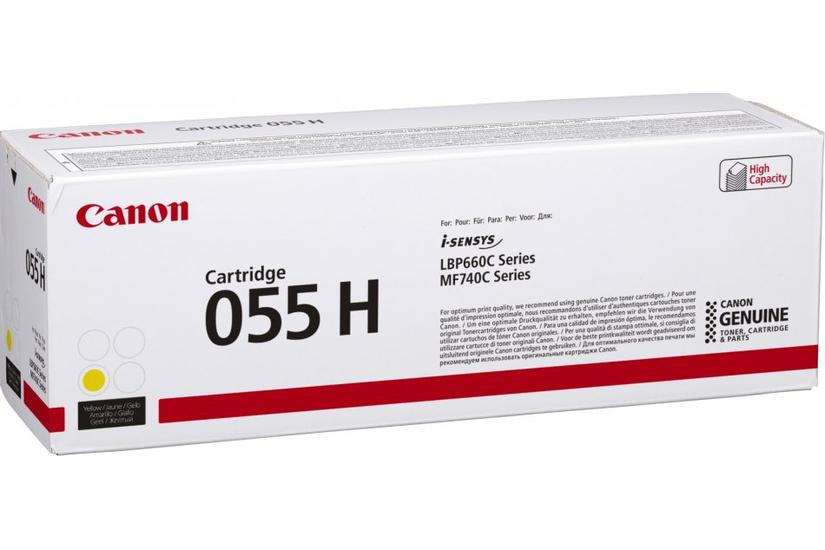 Canon
Cartridge 055 H
Canon
055 H
High
Capacity
Canon
For: / Pour: / Für: / Para: / Per: / Voor: / Для:
i-SENSYS
LBP660C Series
MF740C Series
Cartridge
055 H
For optimum print quality, we recommend using genuine Canon toner cartridges. / Pour une
qualité d'impression optimale, nous recommandons d'utiliser d'authentiques cartouches toner
Canon. / Um eine optimale Druckqualität zu erhalten, empfehlen wir die Verwendung von
original Tonercartridges von Canon. / Para una calidad de impresión óptima, le recomendamos
utilizar cartuchos de tóner Canon. / Per una qualità di stampa ottimale, si consiglia di
utilizzare cartucce di toner originali Canon. / Voor de beste printkwaliteit wordt geadviseerd
uitsluitend originele Canon cartridges te gebruiken. / Для оптимального качества печати мы
рекомендуем использовать оригинальные картриджи Canon.
CANON
GENUINE
TONER, CARTRIDGE
& PARTS
Yellow / Jaune / Gelb
Amarillo / Giallo
Geel / Желтый